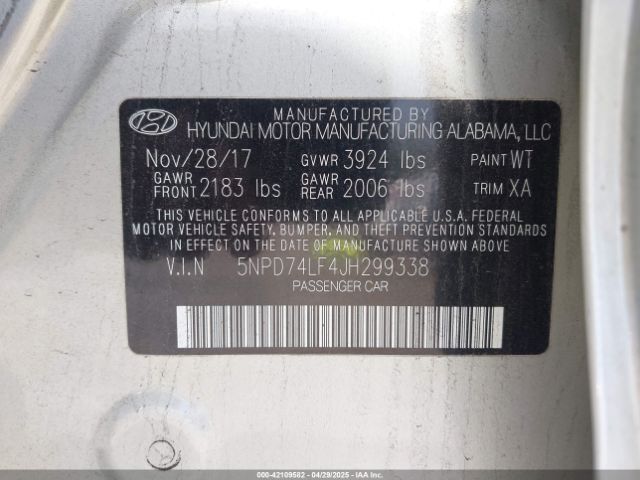 MANUFACTURED BY
HYUNDAI MOTOR MANUFACTURING ALABAMA, LLC
Nov/28/17 GVWR 3924 lbs PAINT WT
GAWR FRONT 2183 lbs GAWR REAR 2006 lbs TRIM XA
THIS VEHICLE CONFORMS TO ALL APPLICABLE U.S.A. FEDERAL
MOTOR VEHICLE SAFETY, BUMPER, AND THEFT PREVENTION
STANDARDS IN EFFECT ON THE DATE OF MANUFACTURE SHOWN ABOVE.
V.I.N 5NPD74LF4JH299338
PASSENGER CAR
000-42109582 - 04/29/2025 - IAAI.COM